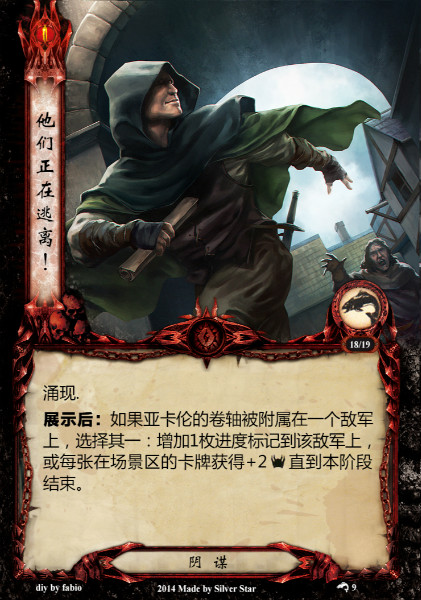 他们正在逃离！
18/19
涌现.
展示后：如果亚卡伦的卷轴被附属在一个敌军
上，选择其一：增加1枚进度标记到该敌军上，
或每张在场景区的卡牌获得+2 直到本阶段
结束。
阴谋
diy by fabio
2014 Made by Silver Star
9